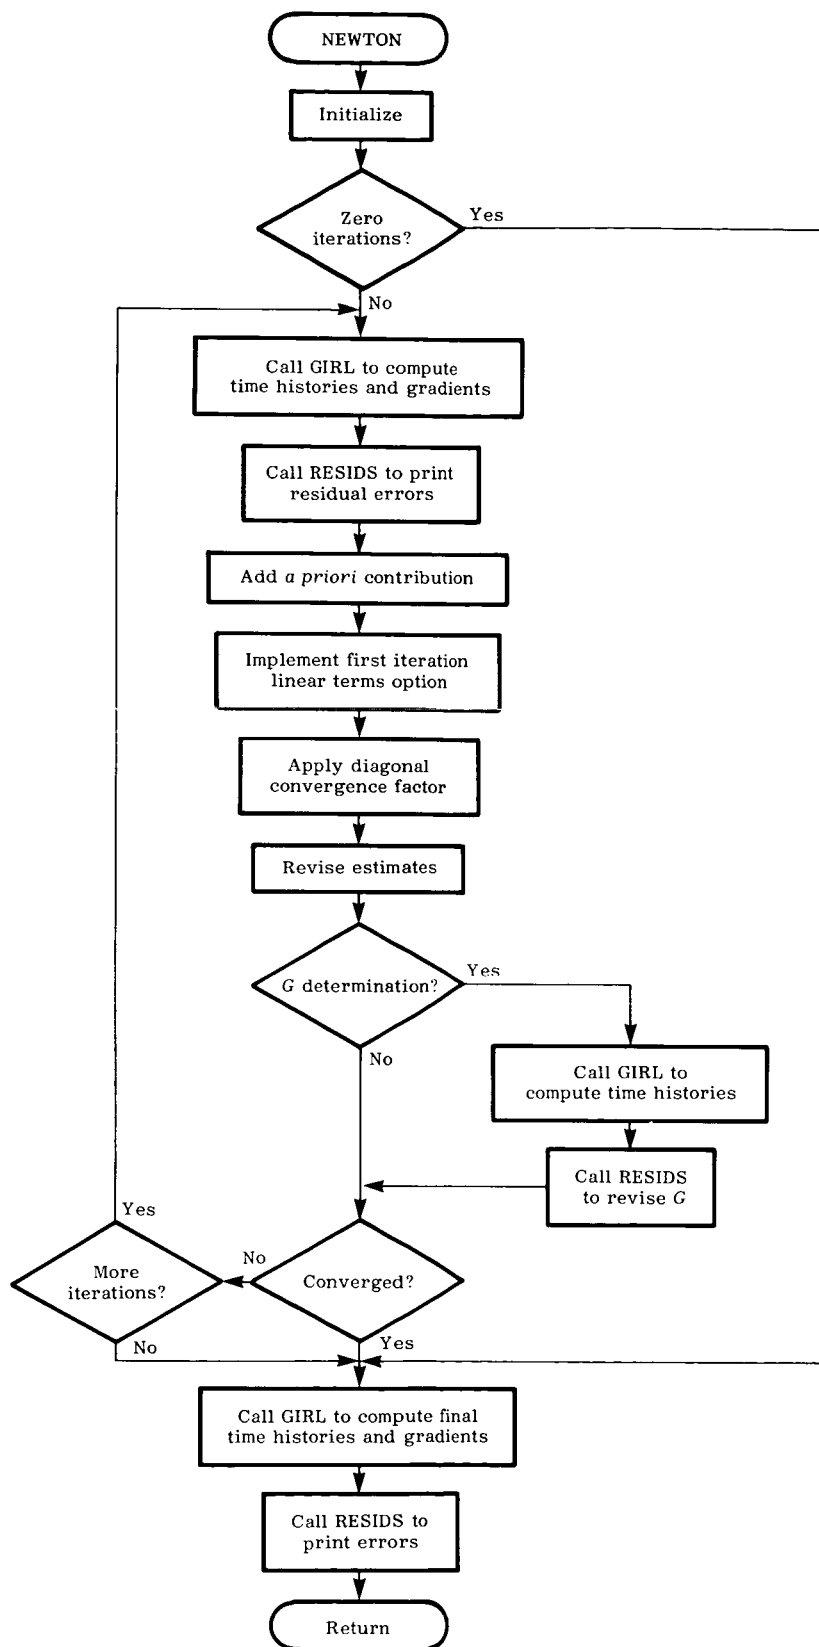 NEWTON
Initialize
Zero
iterations?
Yes
No
Call GIRL to compute
time histories and gradients
Call RESIDS to print
residual errors
Add a priori contribution
Implement first iteration
linear terms option
Apply diagonal
convergence factor
Revise estimates
G determination?
Yes
No
Call GIRL to
compute time histories
Call RESIDS
to revise G
Yes
More
iterations?
No
No
Converged?
Yes
Call GIRL to compute final
time histories and gradients
Call RESIDS to
print errors
Return